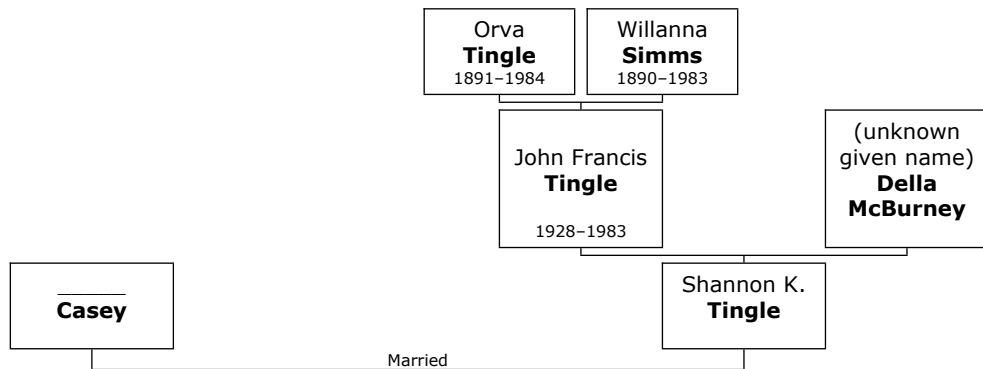 Orva
Tingle
1891–1984
Willanna
Simms
1890–1983
John Francis
Tingle
1928–1983
(unknown
given name)
Della
McBurney
______
Casey
Shannon K.
Tingle
Married